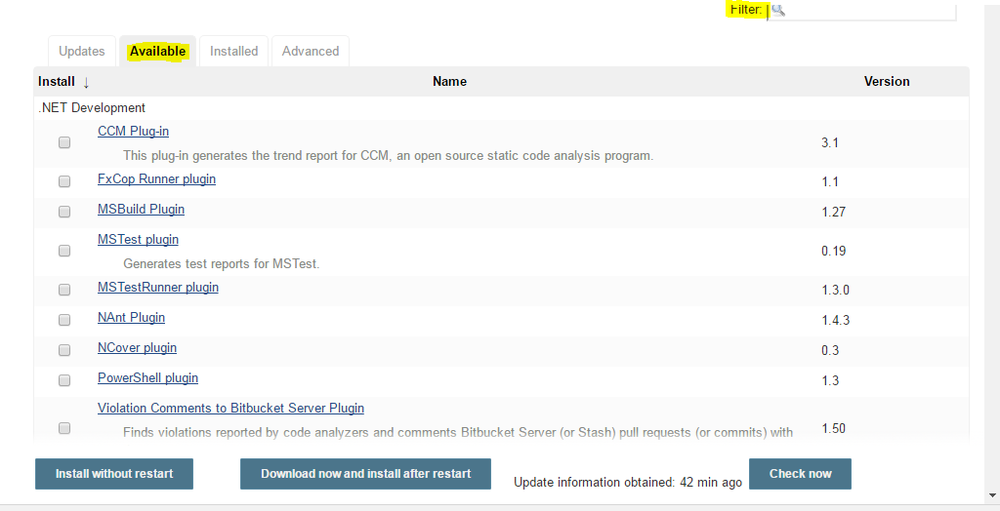 Filter:
Updates Available Installed Advanced
Install ↓ Name Version
.NET Development
CCM Plug-in
This plug-in generates the trend report for CCM, an open source static code analysis program.
3.1
FxCop Runner plugin 1.1
MSBuild Plugin 1.27
MSTest plugin
Generates test reports for MSTest.
0.19
MSTestRunner plugin 1.3.0
NAnt Plugin 1.4.3
NCover plugin 0.3
PowerShell plugin 1.3
Violation Comments to Bitbucket Server Plugin
Finds violations reported by code analyzers and comments Bitbucket Server (or Stash) pull requests (or commits) with
1.50
Install without restart Download now and install after restart Update information obtained: 42 min ago Check now